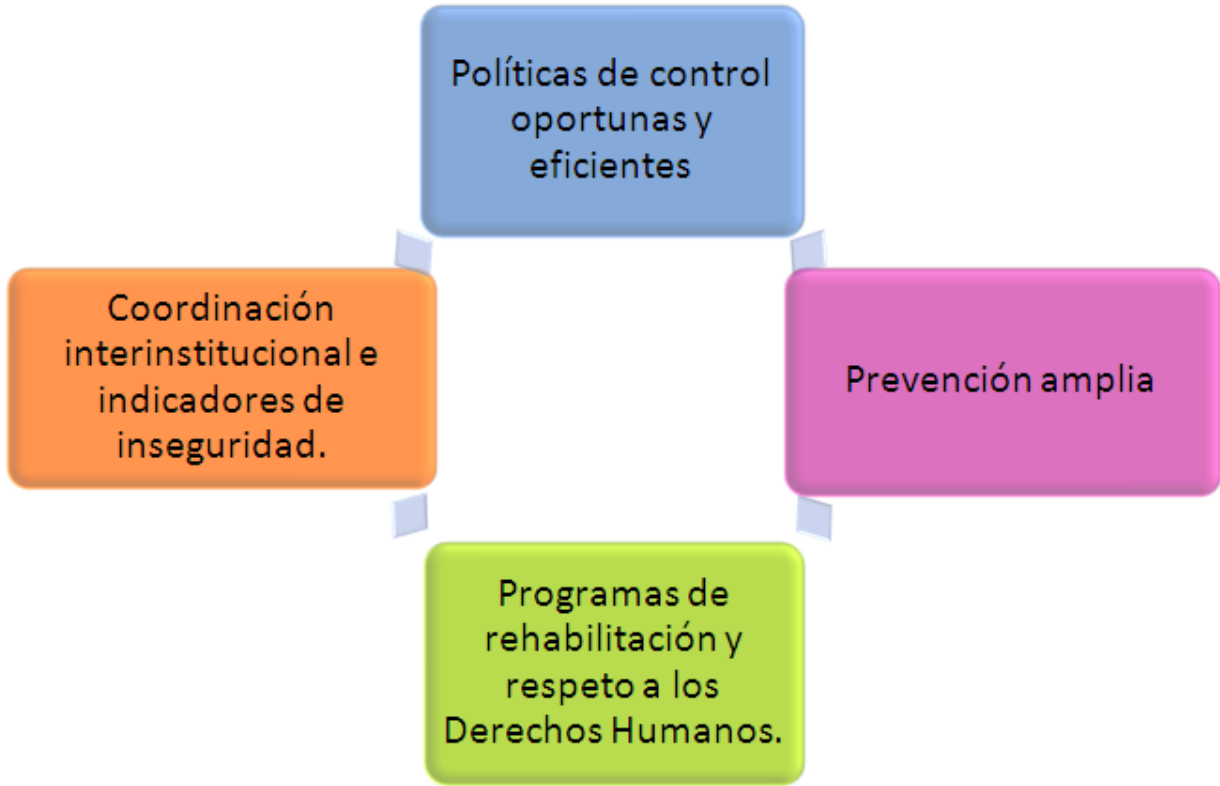 Políticas de control
oportunas y
eficientes
Coordinación
interinstitucional e
indicadores de
inseguridad.
Prevención amplia
Programas de
rehabilitación y
respeto a los
Derechos Humanos.